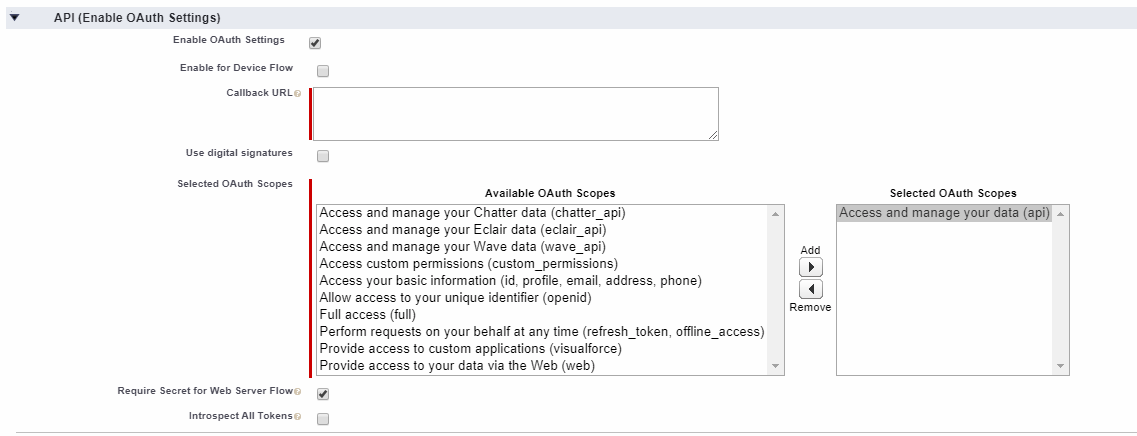 API (Enable OAuth Settings)
Enable OAuth Settings
Enable for Device Flow
Callback URL
Use digital signatures
Selected OAuth Scopes
Available OAuth Scopes
Access and manage your Chatter data (chatter_api)
Access and manage your Eclair data (eclair_api)
Access and manage your Wave data (wave_api)
Access custom permissions (custom_permissions)
Access your basic information (id, profile, email, address, phone)
Allow access to your unique identifier (openid)
Full access (full)
Perform requests on your behalf at any time (refresh_token, offline_access)
Provide access to custom applications (visualforce)
Provide access to your data via the Web (web)
Add
Remove
Selected OAuth Scopes
Access and manage your data (api)
Require Secret for Web Server Flow
Introspect All Tokens